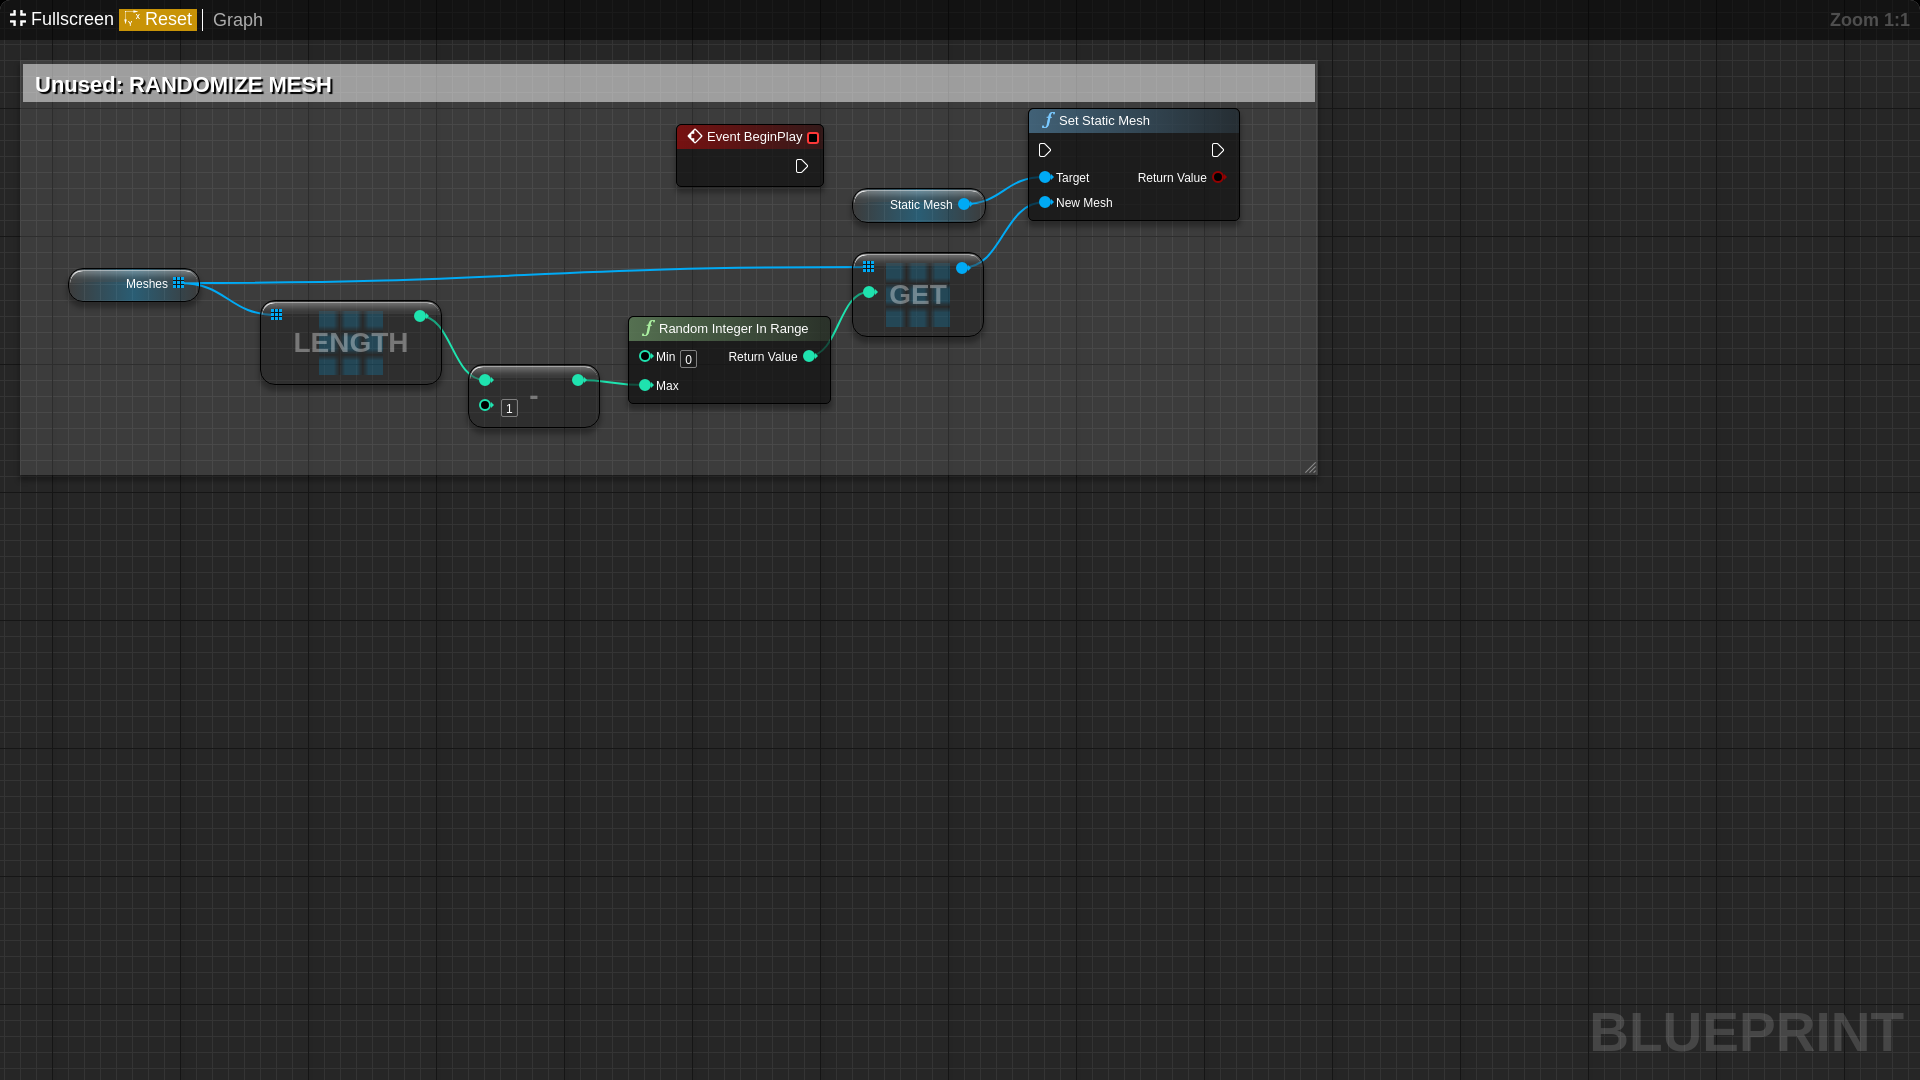 Fullscreen Reset Graph Zoom 1:1
Unused: RANDOMIZE MESH
Event BeginPlay
Set Static Mesh
Target Return Value
New Mesh
Static Mesh
Meshes
LENGTH
GET
- 
1
Random Integer In Range
Min 0 Return Value
Max
BLUEPRINT